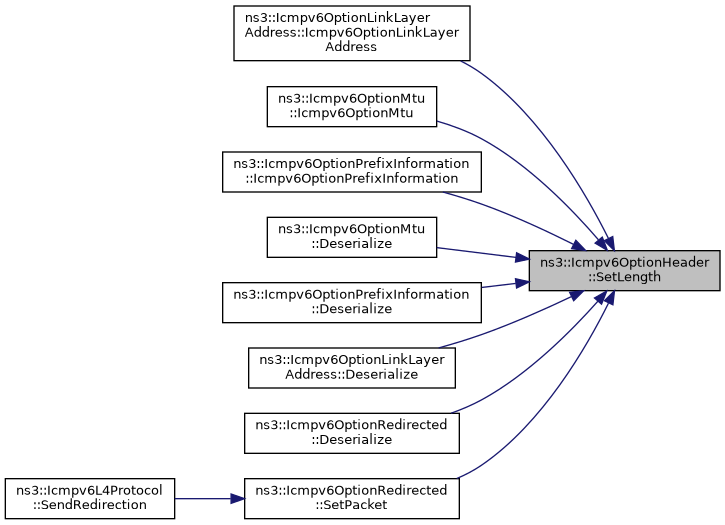 ns3::Icmpv6OptionLinkLayer
Address::Icmpv6OptionLinkLayer
Address
ns3::Icmpv6OptionMtu
::Icmpv6OptionMtu
ns3::Icmpv6OptionPrefixInformation
::Icmpv6OptionPrefixInformation
ns3::Icmpv6OptionMtu
::Deserialize
ns3::Icmpv6OptionHeader
::SetLength
ns3::Icmpv6OptionPrefixInformation
::Deserialize
ns3::Icmpv6OptionLinkLayer
Address::Deserialize
ns3::Icmpv6OptionRedirected
::Deserialize
ns3::Icmpv6L4Protocol
::SendRedirection
ns3::Icmpv6OptionRedirected
::SetPacket